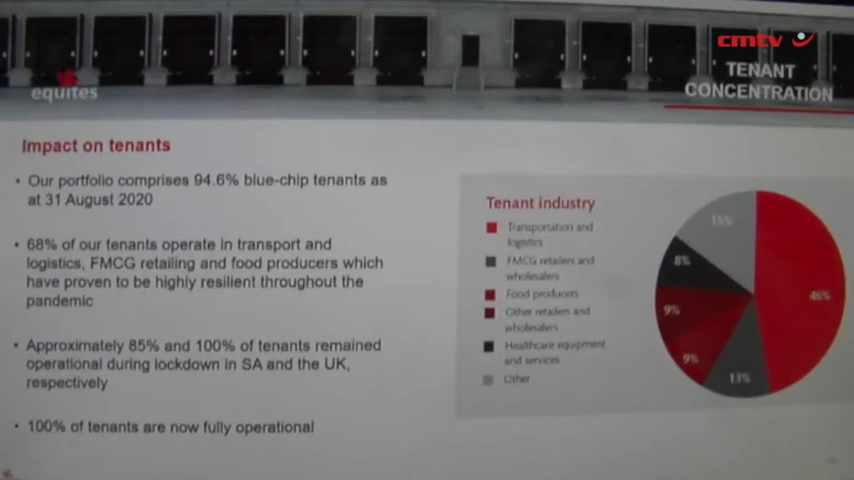 cmtv
equites
TENANT
CONCENTRATION
Impact on tenants
• Our portfolio comprises 94.6% blue-chip tenants as
at 31 August 2020
• 68% of our tenants operate in transport and
logistics, FMCG retailing and food producers which
have proven to be highly resilient throughout the
pandemic
• Approximately 85% and 100% of tenants remained
operational during lockdown in SA and the UK,
respectively
• 100% of tenants are now fully operational
Tenant industry
Transportation and
logistics
FMCG retailers and
wholesalers
Food producers
Other retailers and
wholesalers
Healthcare equipment
and services
Other
15%
8%
46%
9%
9%
13%